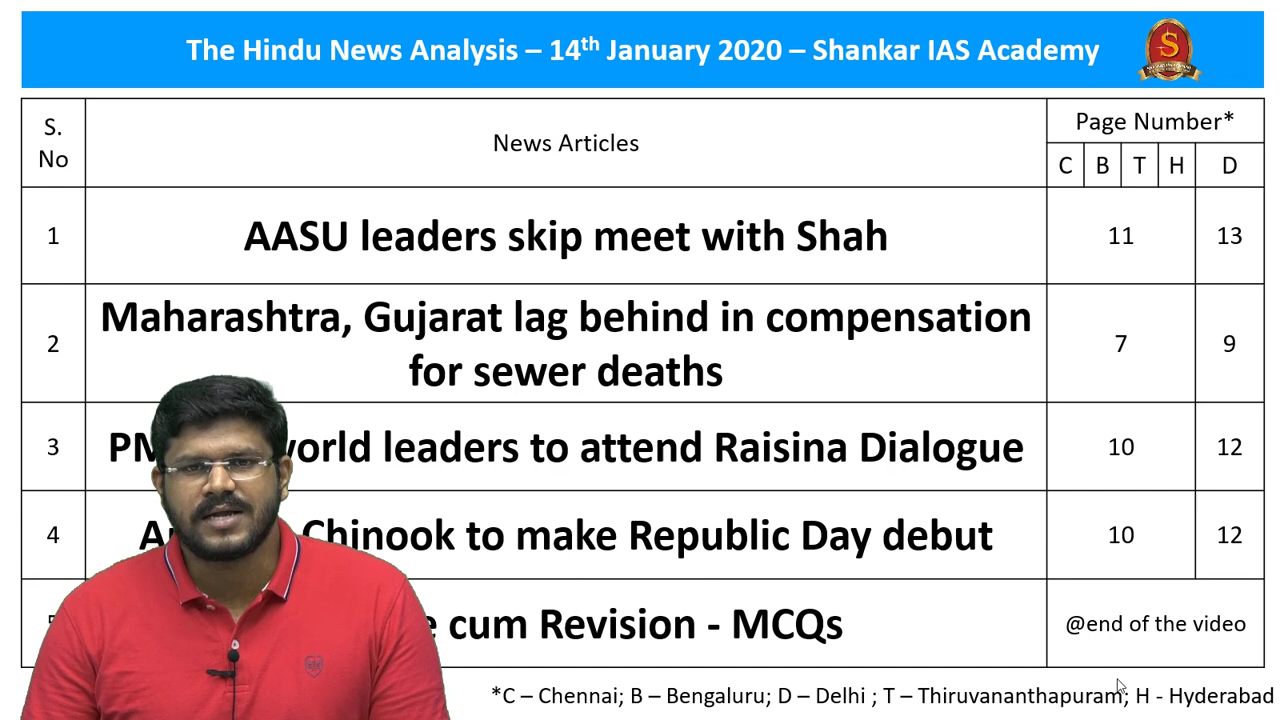 The Hindu News Analysis – 14th January 2020 – Shankar IAS Academy
S
S.
No
News Articles
Page Number*
C B T H D
1
AASU leaders skip meet with Shah
11
13
2
Maharashtra, Gujarat lag behind in compensation
for sewer deaths
7
9
3
leaders to attend Raisina Dialogue
10
12
4
Chinook to make Republic Day debut
10
12
cum Revision - MCQs
@end of the video
*C – Chennai; B – Bengaluru; D – Delhi ; T – Thiruvananthapuram; H - Hyderabad